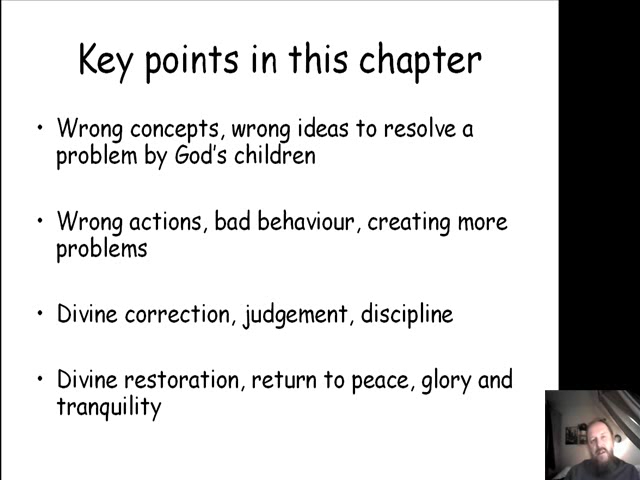 Key points in this chapter
• Wrong concepts, wrong ideas to resolve a
problem by God's children
• Wrong actions, bad behaviour, creating more
problems
• Divine correction, judgement, discipline
• Divine restoration, return to peace, glory and
tranquility